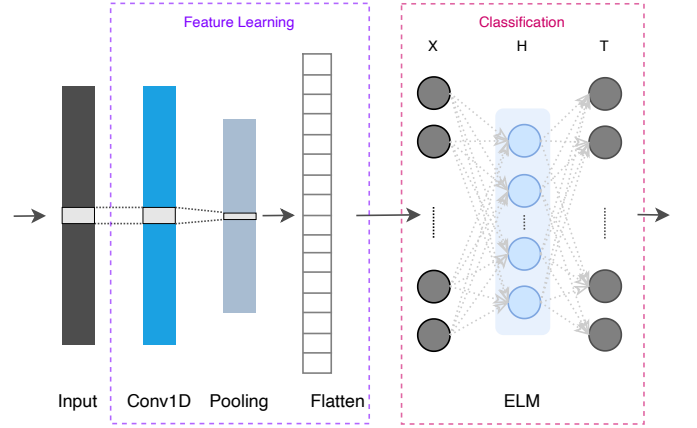 Feature Learning
Classification
X H T
Input Conv1D Pooling Flatten ELM